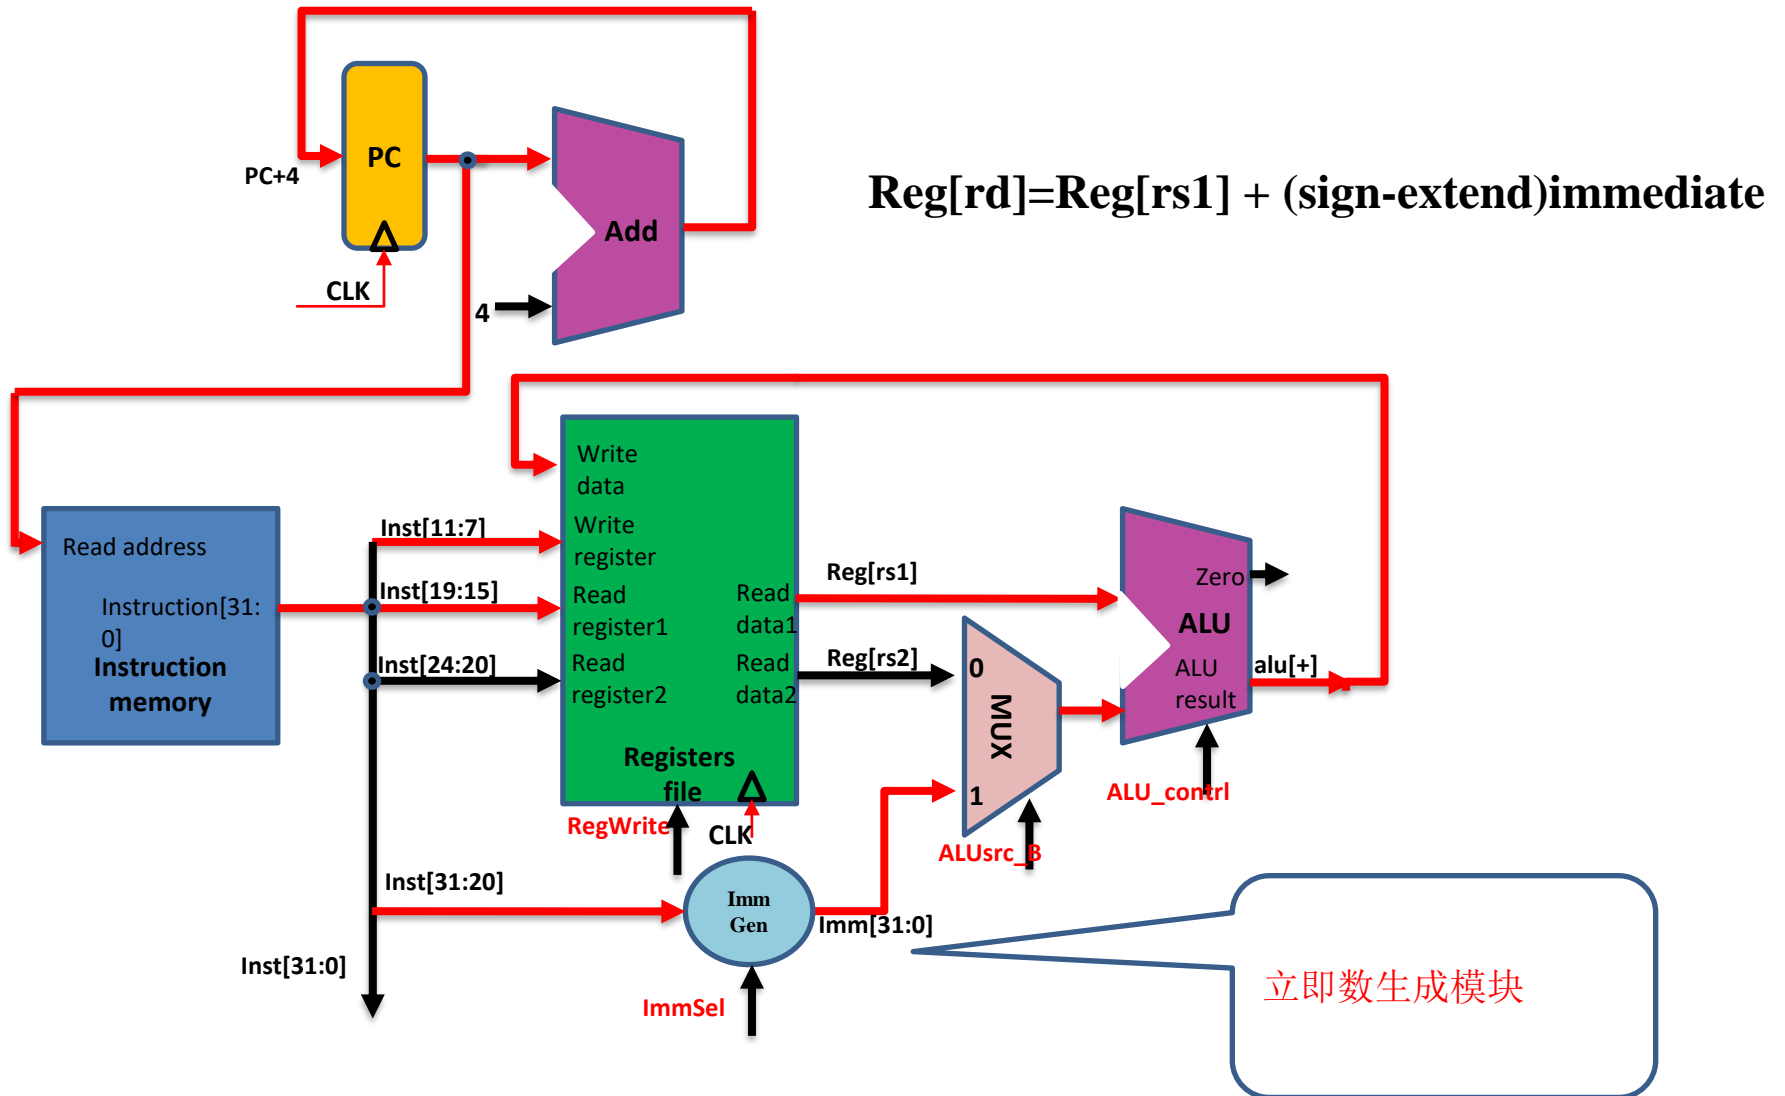 PC
PC+4
CLK
Add
4
Reg[rd]=Reg[rs1] + (sign-extend)immediate
Read address
Instruction[31:
0]
Instruction
memory
Inst[11:7]
Inst[19:15]
Inst[24:20]
Inst[31:20]
Inst[31:0]
Write
data
Write
register
Read
register1
Read
register2
Read
data1
Read
data2
Registers
file
RegWrite
CLK
Imm
Gen
Imm[31:0]
ImmSel
Reg[rs1]
Reg[rs2]
0
MUX
1
ALUsrc_B
Zero
ALU
ALU
result
alu[+]
ALU_contrl
立即数生成模块